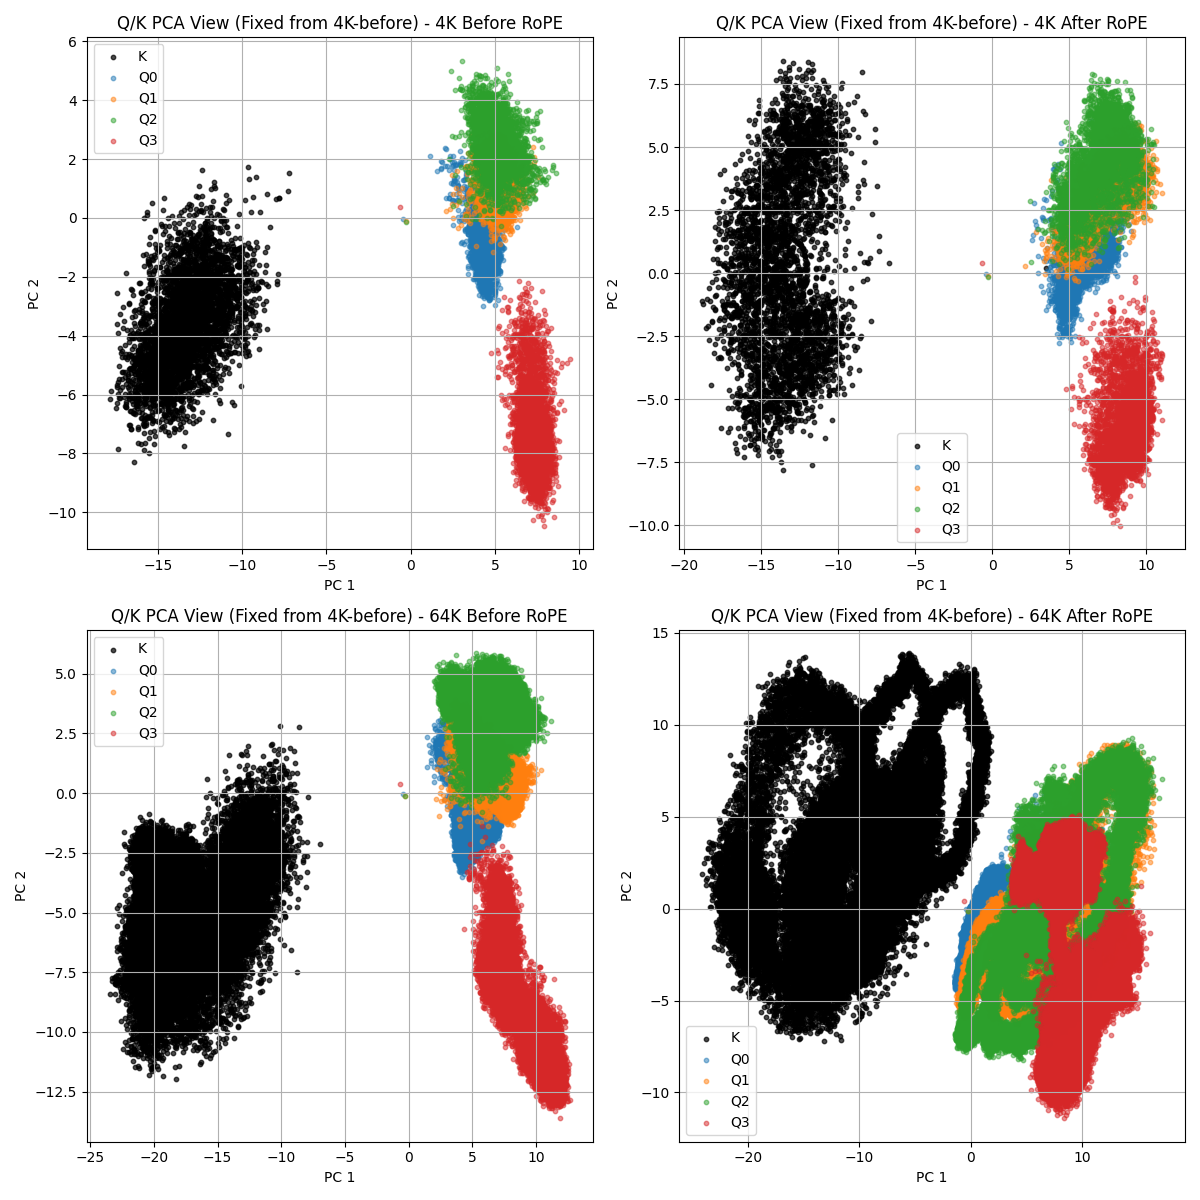 Q/K PCA View (Fixed from 4K-before) - 4K Before RoPE
6
4
2
0
−2
−4
−6
−8
−10
PC 2
K
Q0
Q1
Q2
Q3
−15
−10
−5
0
5
10
PC 1
Q/K PCA View (Fixed from 4K-before) - 4K After RoPE
7.5
5.0
2.5
0.0
−2.5
−5.0
−7.5
−10.0
PC 2
K
Q0
Q1
Q2
Q3
−20
−15
−10
−5
0
5
10
PC 1
Q/K PCA View (Fixed from 4K-before) - 64K Before RoPE
5.0
2.5
0.0
−2.5
−5.0
−7.5
−10.0
−12.5
PC 2
K
Q0
Q1
Q2
Q3
−25
−20
−15
−10
−5
0
5
10
PC 1
Q/K PCA View (Fixed from 4K-before) - 64K After RoPE
15
10
5
0
−5
−10
PC 2
K
Q0
Q1
Q2
Q3
−20
−10
0
10
PC 1